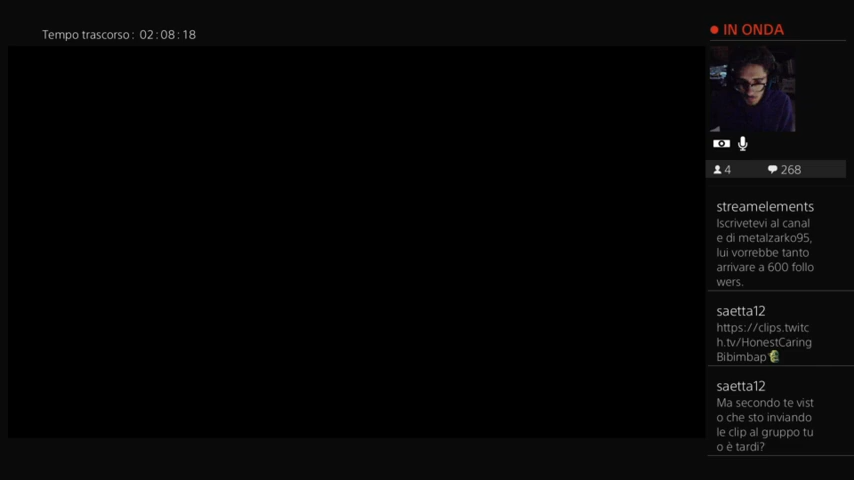 Tempo trascorso: 02:08:18
IN ONDA
4 268
streamelements
Iscrivetevi al canal
e di metalzarko95,
lui vorrebbe tanto
arrivare a 600 follo
wers.
saetta12
https://clips.twitc
h.tv/HonestCaring
Bibimbap
saetta12
Ma secondo te vist
o che sto inviando
le clip al gruppo tu
o è tardi?